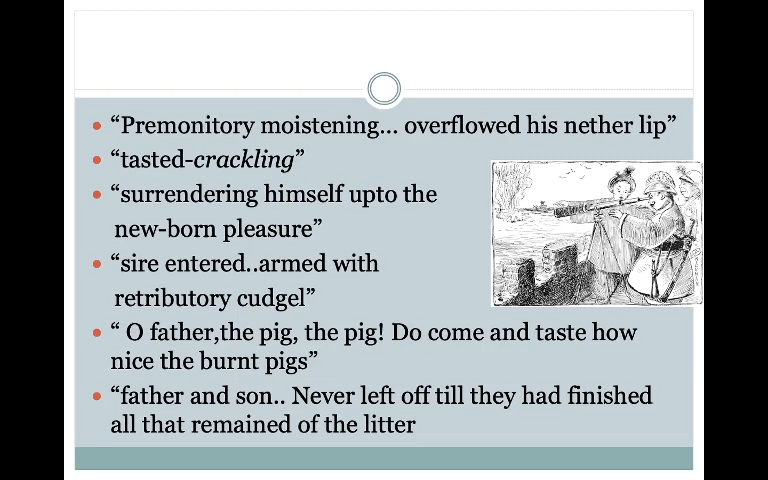 • “Premonitory moistening... overflowed his nether lip”
• “tasted-crackling”
• “surrendering himself upto the
new-born pleasure”
• “sire entered..armed with
retributory cudgel”
• “ O father,the pig, the pig! Do come and taste how
nice the burnt pigs”
• “father and son.. Never left off till they had finished
all that remained of the litter